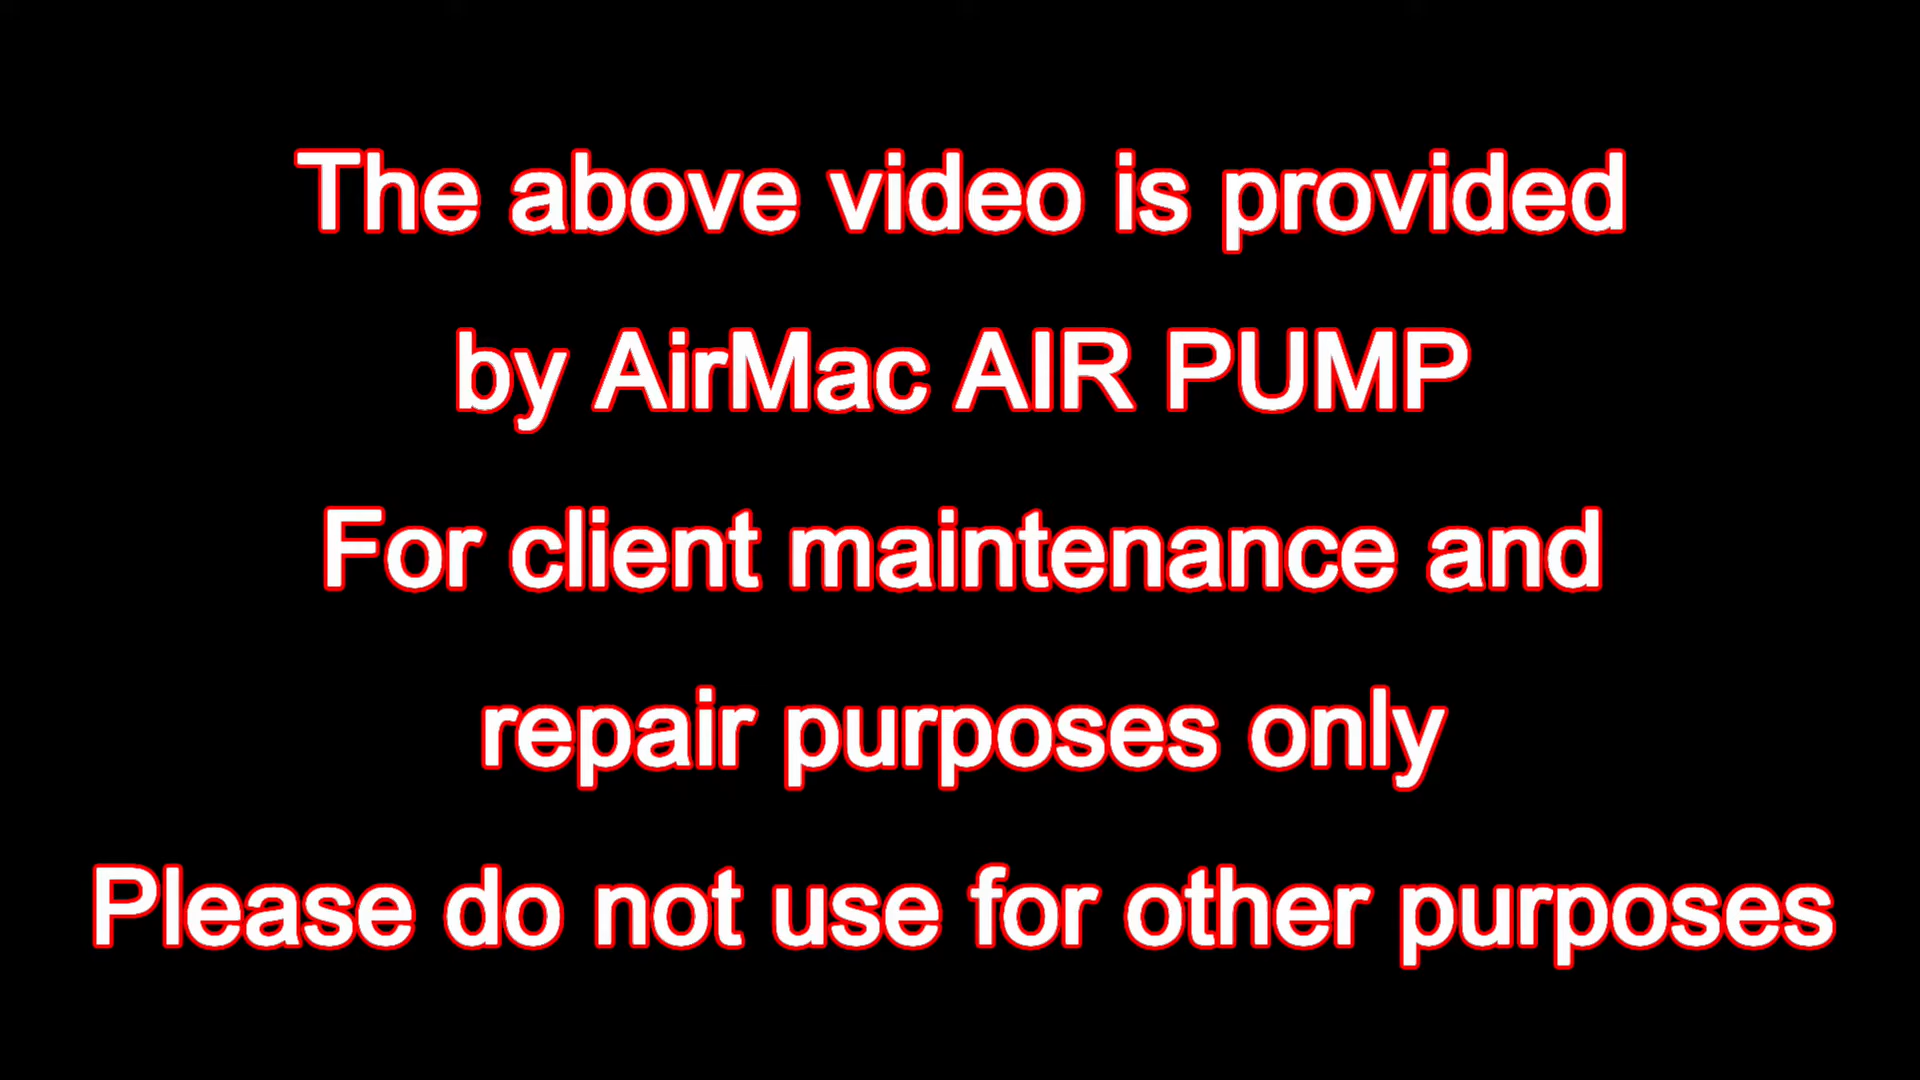 The above video is provided
by AirMac AIR PUMP
For client maintenance and
repair purposes only
Please do not use for other purposes